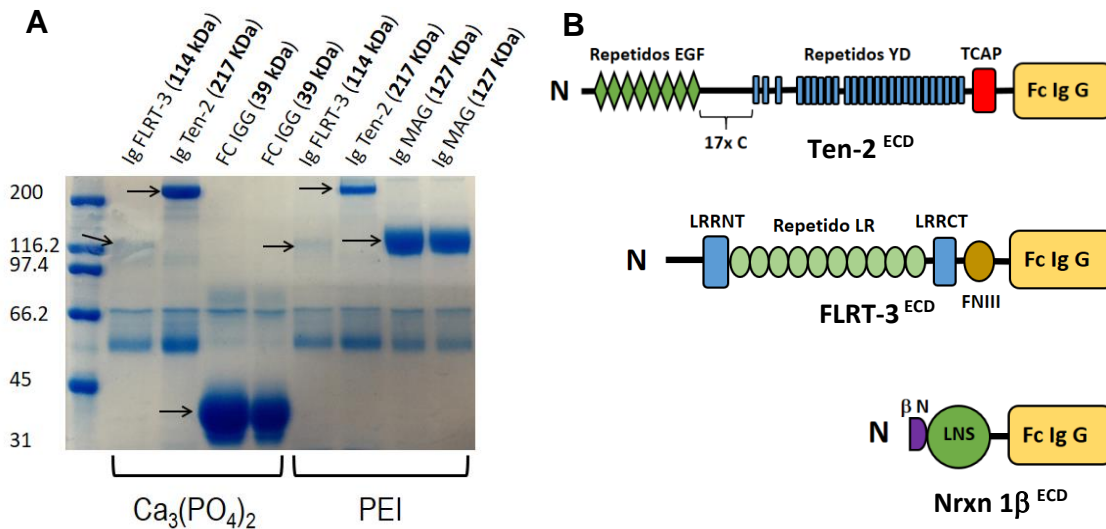 A
Ig FLRT-3 (114 kDa)
Ig Ten-2 (217 KDa)
FC IGG (39 kDa)
FC IGG (39 kDa)
Ig FLRT-3 (114 kDa)
Ig Ten-2 (217 KDa)
Ig MAG (127 KDa)
Ig MAG (127 KDa)
200
116.2
97.4
66.2
45
31
Ca3(PO4)2
PEI
B
Repetidos EGF
Repetidos YD
TCAP
N
Fc Ig G
17x C
Ten-2 ECD
LRRNT
Repetido LR
LRRCT
N
Fc Ig G
FNIII
FLRT-3 ECD
β N
N
LNS
Fc Ig G
Nrxn 1β ECD